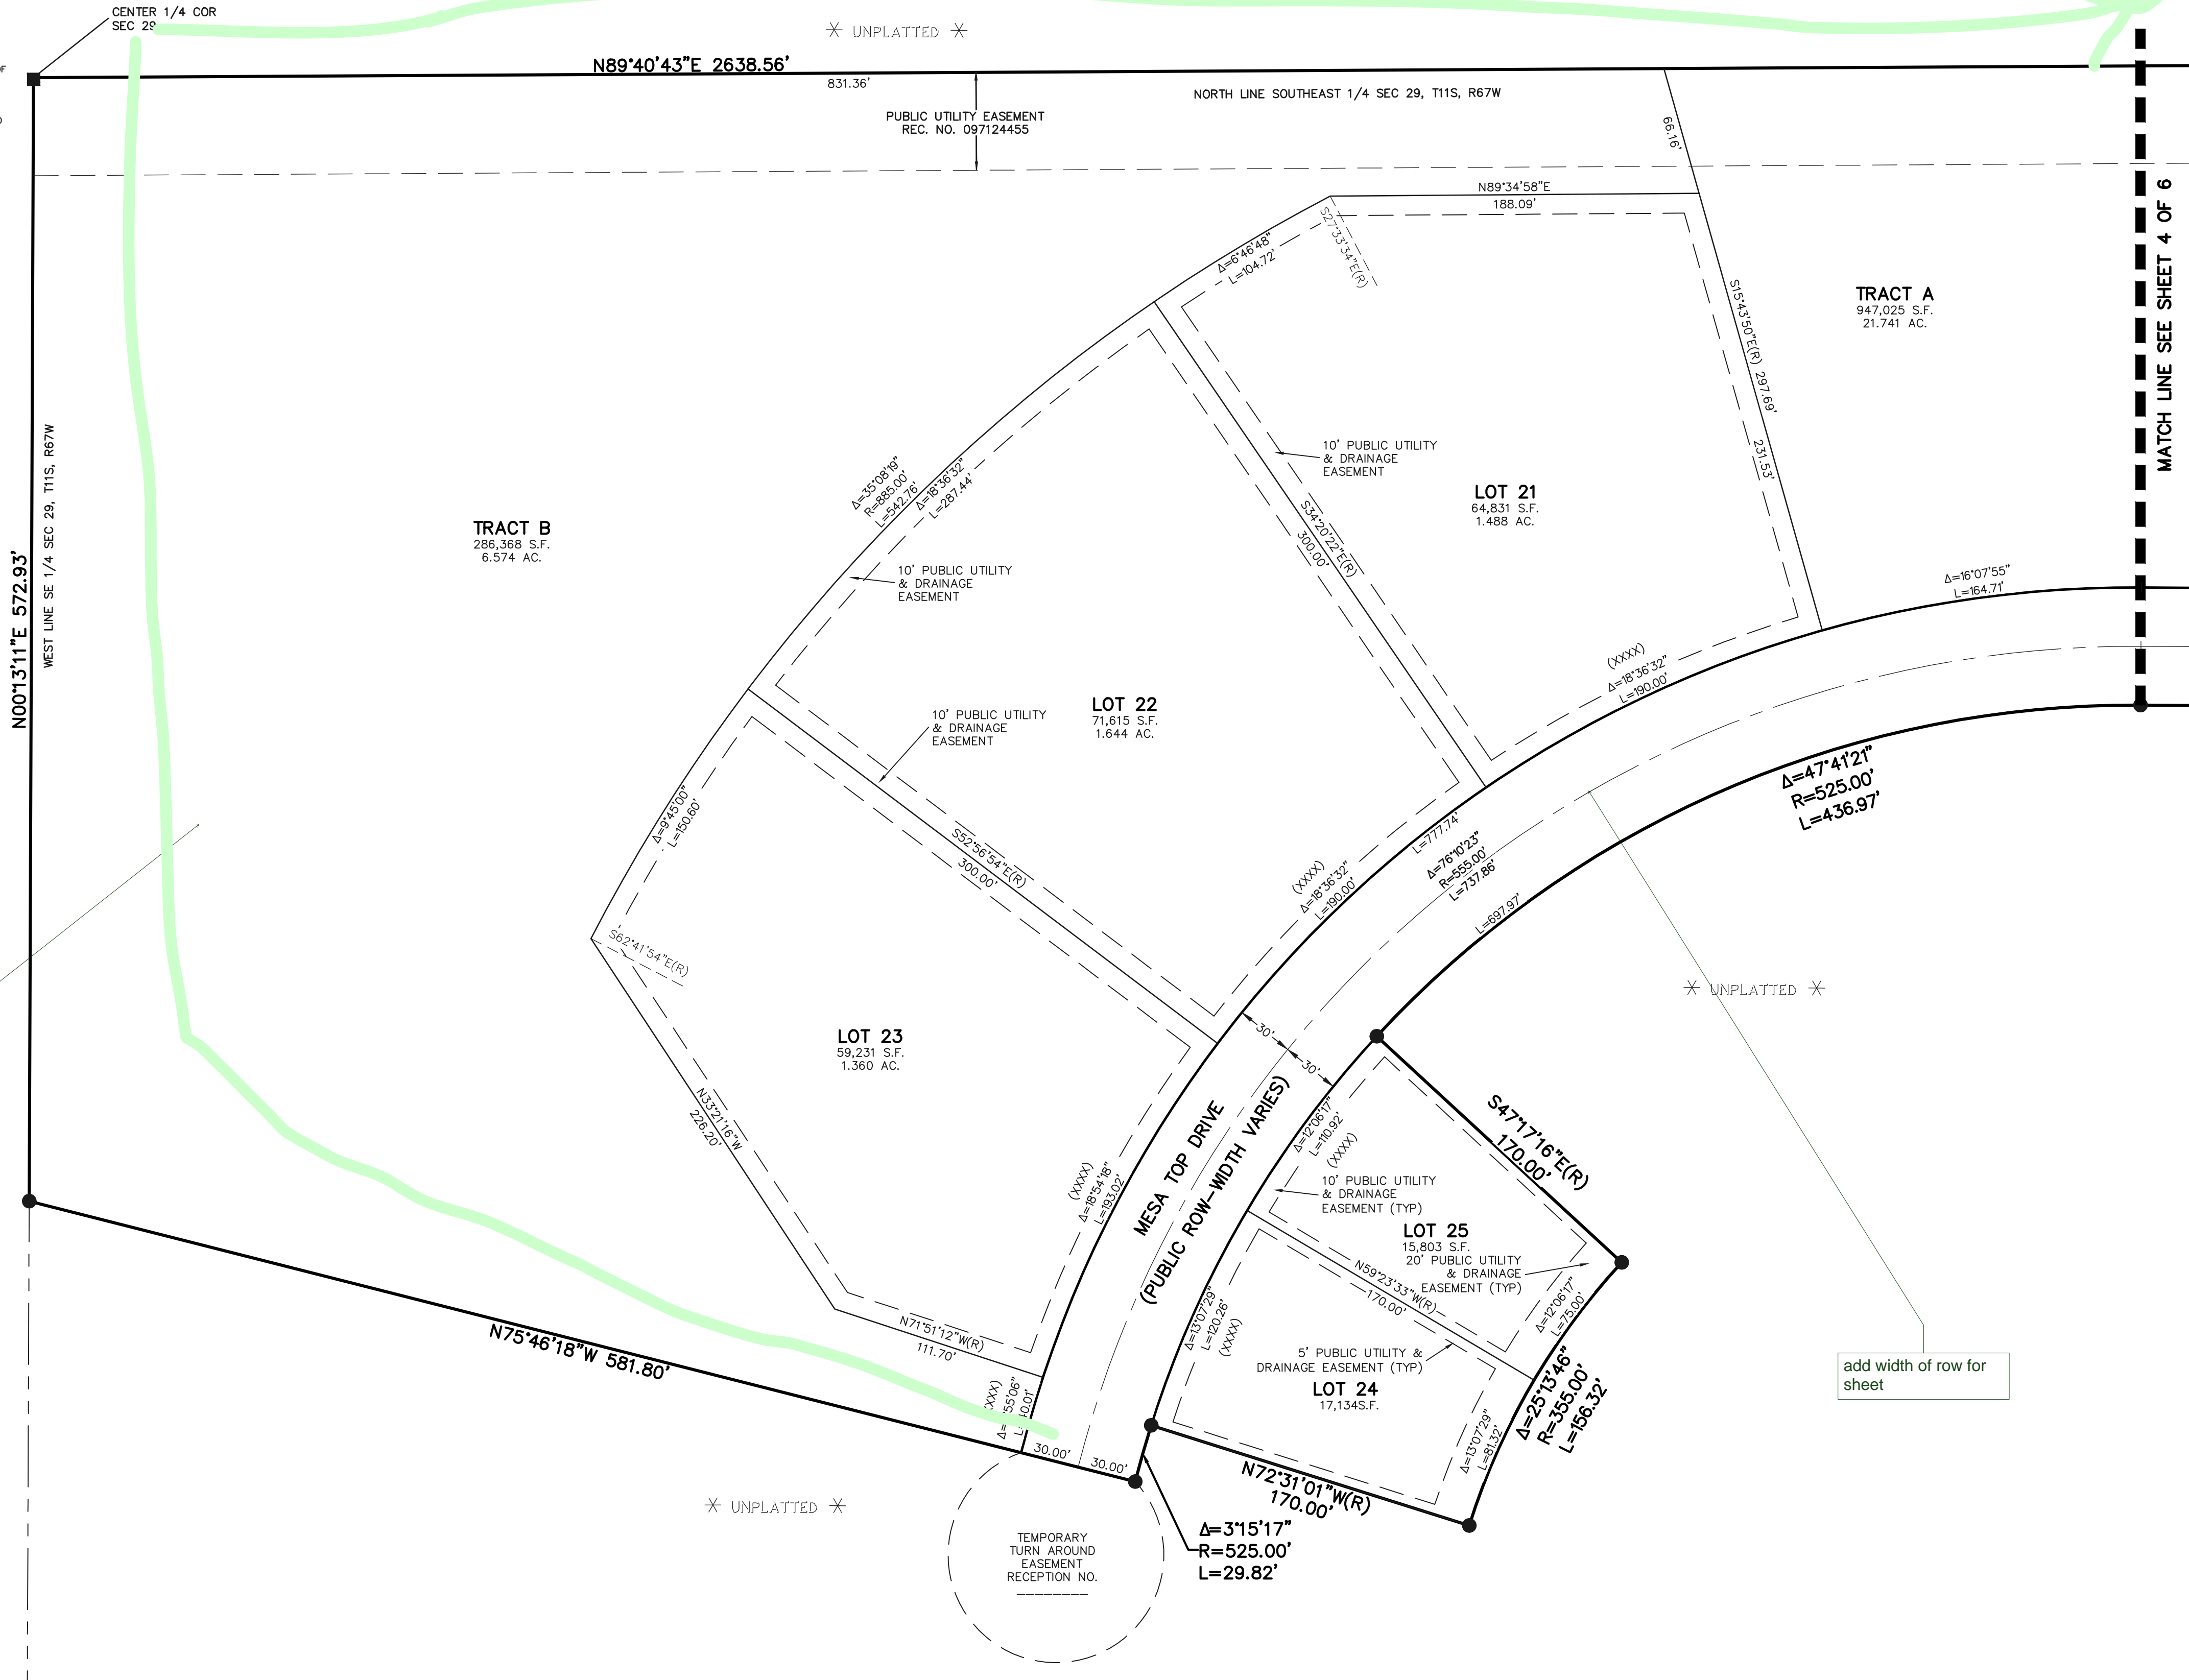 CENTER 1/4 COR
SEC 29
✳ UNPLATTED ✳
N89°40'43"E 2638.56'
831.36'
NORTH LINE SOUTHEAST 1/4 SEC 29, T11S, R67W
PUBLIC UTILITY EASEMENT
REC. NO. 097124455
66.16'
N89°34'58"E
188.09'
S27°33'34"E(R)
Δ=6°46'48"
L=104.72'
MATCH LINE SEE SHEET 4 OF 6
TRACT A
947,025 S.F.
21.741 AC.
S15°43'50"E(R) 297.69'
231.53'
10' PUBLIC UTILITY
& DRAINAGE
EASEMENT
LOT 21
64,831 S.F.
1.488 AC.
S34°20'22"E(R)
300.00'
Δ=35°08'19"
R=885.00'
L=542.76'
Δ=18°36'32"
L=287.44'
TRACT B
286,368 S.F.
6.574 AC.
WEST LINE SE 1/4 SEC 29, T11S, R67W
N00°13'11"E 572.93'
10' PUBLIC UTILITY
& DRAINAGE
EASEMENT
Δ=16°07'55"
L=164.71'
(XXXX)
Δ=18°36'32"
L=190.00'
LOT 22
71,615 S.F.
1.644 AC.
10' PUBLIC UTILITY
& DRAINAGE
EASEMENT
Δ=47°41'21"
R=525.00'
L=436.97'
Δ=9°45'00"
L=150.60'
S52°56'54"E(R)
300.00'
L=777.74'
Δ=76°10'23"
R=555.00'
L=737.86'
L=697.97'
(XXXX)
Δ=18°36'32"
L=190.00'
S62°41'54"E(R)
✳ UNPLATTED ✳
LOT 23
59,231 S.F.
1.360 AC.
30'
30'
N33°21'16"W
226.20'
MESA TOP DRIVE
(PUBLIC ROW-WIDTH VARIES)
Δ=12°06'17"
L=110.92'
(XXXX)
S47°17'16"E(R)
170.00'
(XXXX)
Δ=18°54'18"
L=193.02'
10' PUBLIC UTILITY
& DRAINAGE
EASEMENT (TYP)
LOT 25
15,803 S.F.
20' PUBLIC UTILITY
& DRAINAGE
EASEMENT (TYP)
N59°23'33"W(R)
170.00'
Δ=12°06'17"
L=75.00'
Δ=13°07'29"
L=120.26'
(XXXX)
N75°46'18"W 581.80'
N71°51'12"W(R)
111.70'
5' PUBLIC UTILITY &
DRAINAGE EASEMENT (TYP)
LOT 24
17,134S.F.
Δ=25°13'46"
R=355.00'
L=156.32'
add width of row for
sheet
Δ=13°07'29"
L=81.32'
30.00'
30.00'
N72°31'01"W(R)
170.00'
✳ UNPLATTED ✳
Δ=3°15'17"
R=525.00'
L=29.82'
TEMPORARY
TURN AROUND
EASEMENT
RECEPTION NO.
________